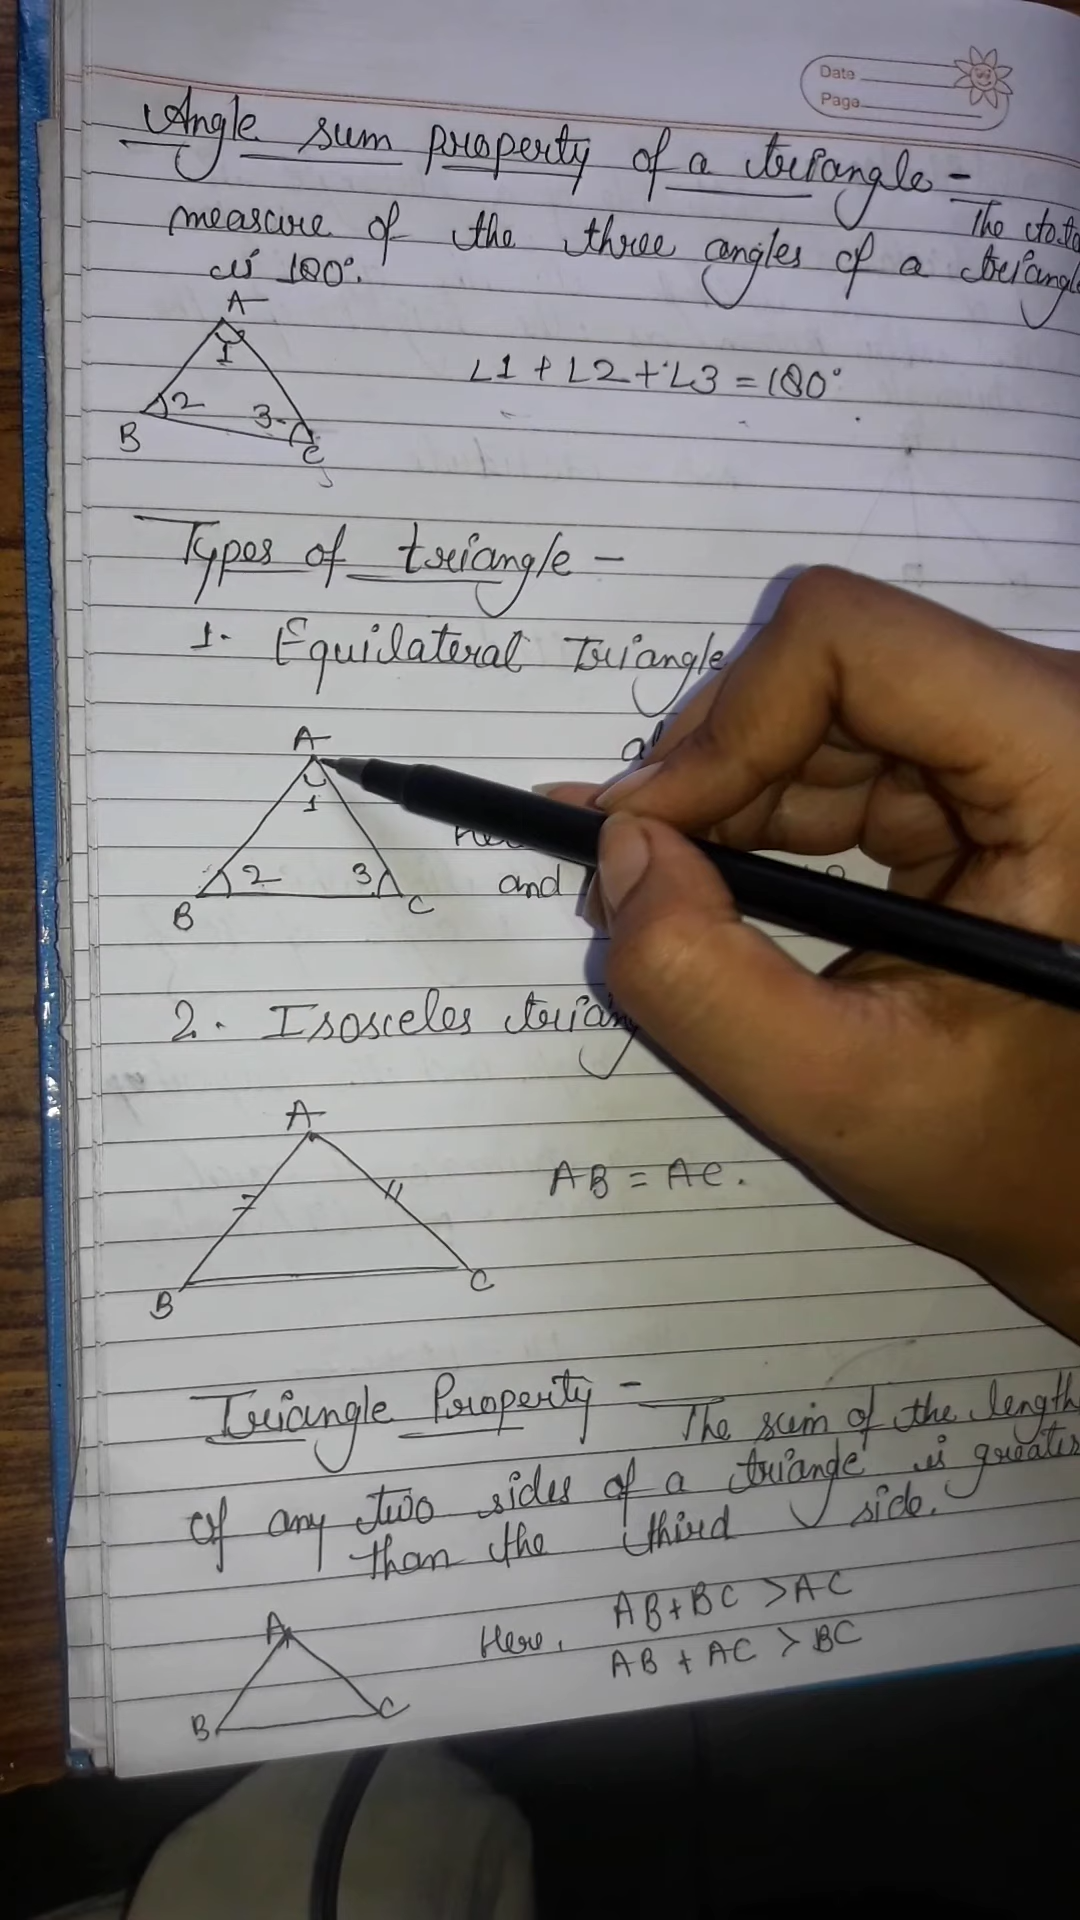 Date
Page
Angle sum property of a triangle - The
measure of the three angles of a triangle
is 180°.
A
1
2
3
B
C
∠1 + ∠2 + ∠3 = 180°
Types of triangle -
1. Equilateral Triangle
A
1
2
3
B
C
and
2. Isosceles
A
AB = AC.
B
C
Triangle Property - The sum of the length
of any two sides of a triangle is greater
than the third side.
A
B
C
Here, AB + BC > AC
AB + AC > BC